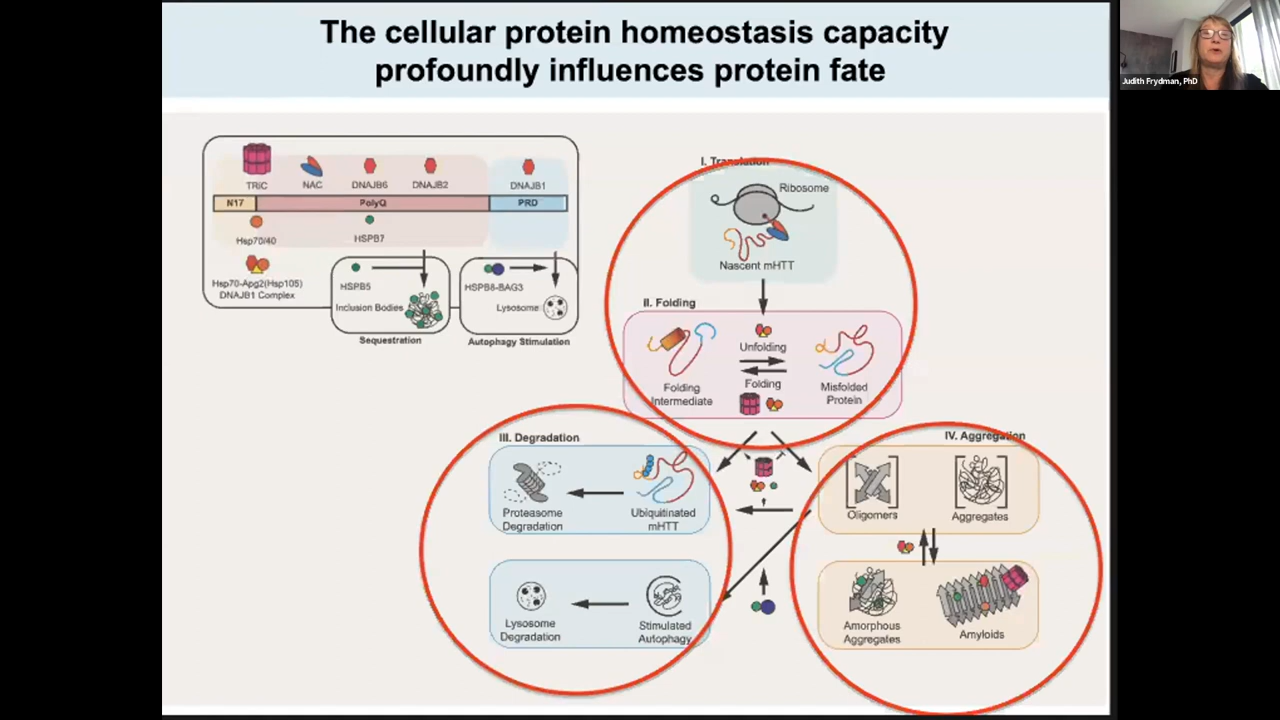 The cellular protein homeostasis capacity
profoundly influences protein fate
Judith Frydman, PhD
TRIC
NAC
DNAJB6
DNAJB2
DNAJB1
N17
PolyQ
PRD
Hsp70/40
HSPB7
Hsp70-Apg2(Hsp105)
DNAJB1 Complex
HSPB5
Inclusion Bodies
Sequestration
HSPB8-BAG3
Lysosome
Autophagy Stimulation
I. Translation
Ribosome
Nascent mHTT
II. Folding
Unfolding
Folding
Folding
Intermediate
Misfolded
Protein
III. Degradation
Proteasome
Degradation
Ubiquitinated
mHTT
Lysosome
Degradation
Stimulated
Autophagy
IV. Aggregation
Oligomers
Aggregates
Amorphous
Aggregates
Amyloids